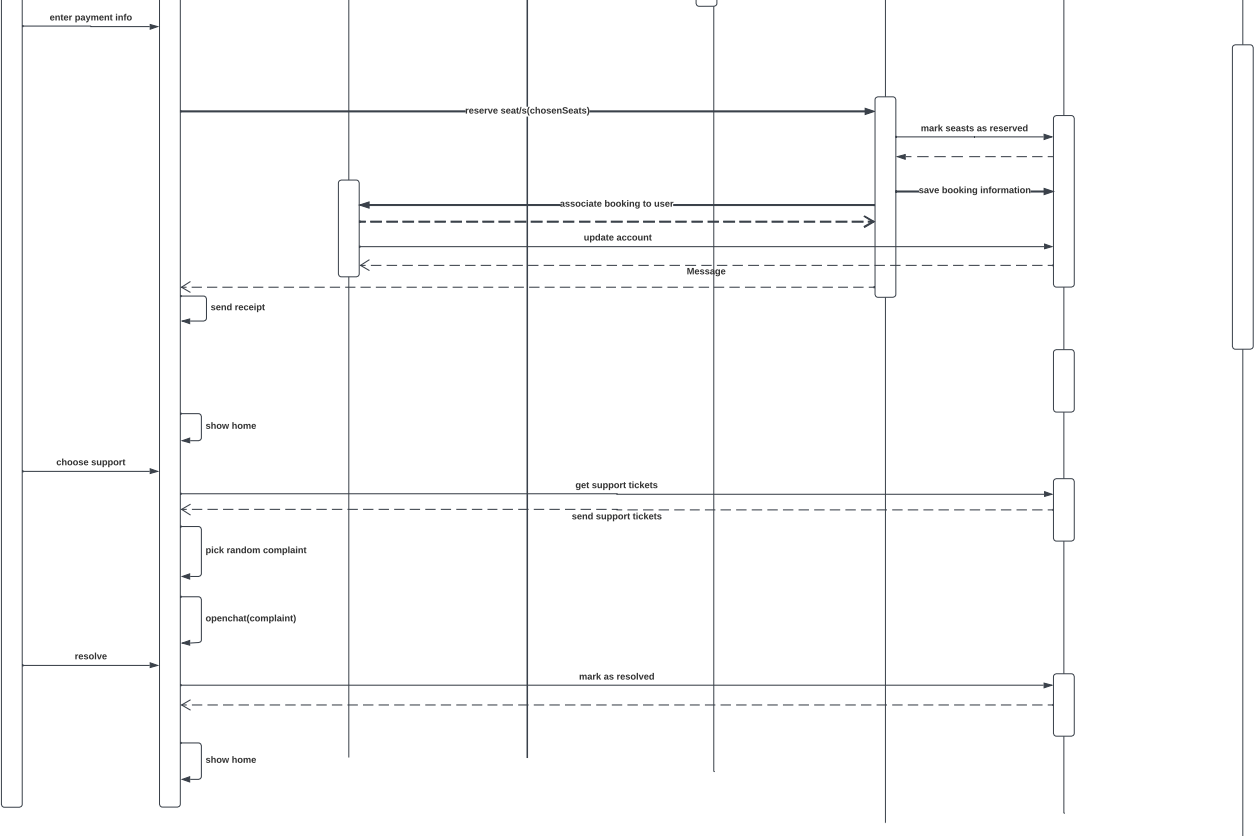 enter payment info
reserve seat/s(chosenSeats)
mark seasts as reserved
save booking information
associate booking to user
update account
Message
send receipt
show home
choose support
get support tickets
send support tickets
pick random complaint
openchat(complaint)
resolve
mark as resolved
show home